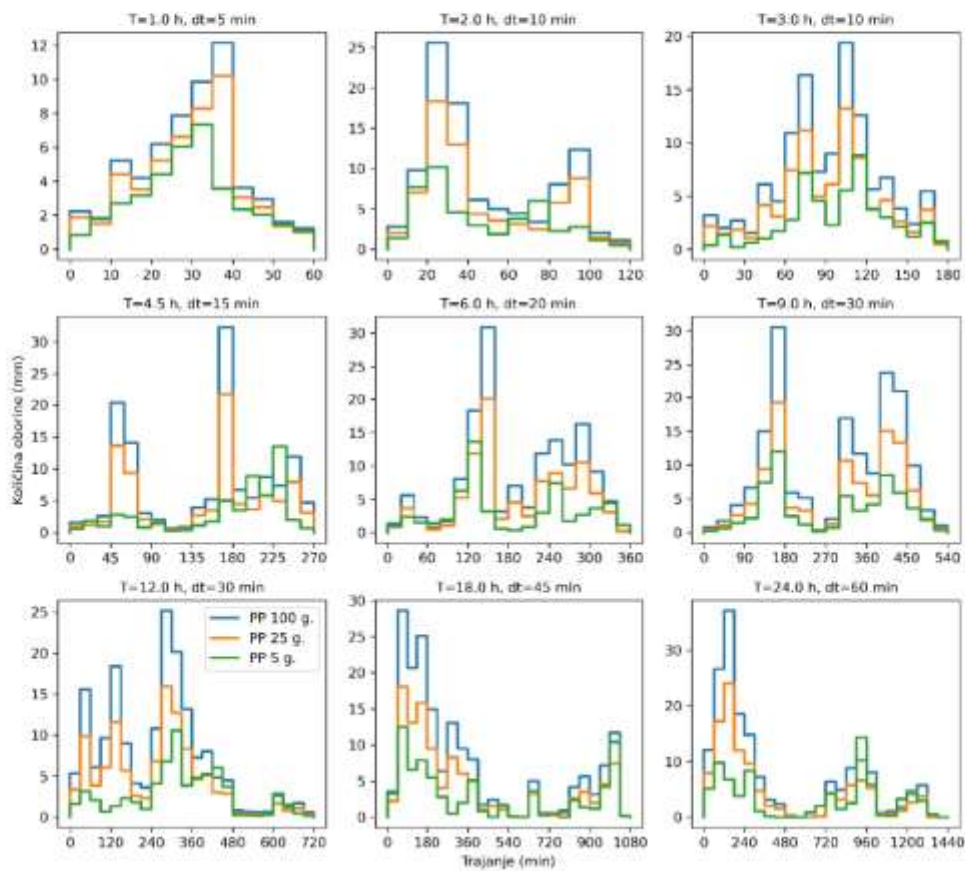 T=1.0 h, dt=5 min
T=2.0 h, dt=10 min
T=3.0 h, dt=10 min
12
10
8
6
4
2
0
0 10 20 30 40 50 60
25
20
15
10
5
0
0 20 40 60 80 100 120
20
15
10
5
0
0 30 60 90 120 150 180
T=4.5 h, dt=15 min
T=6.0 h, dt=20 min
T=9.0 h, dt=30 min
Količina oborine (mm)
30
25
20
15
10
5
0
0 45 90 135 180 225 270
30
25
20
15
10
5
0
0 60 120 180 240 300 360
30
25
20
15
10
5
0
0 90 180 270 360 450 540
T=12.0 h, dt=30 min
T=18.0 h, dt=45 min
T=24.0 h, dt=60 min
25
20
15
10
5
0
PP 100 g.
PP 25 g.
PP 5 g.
0 120 240 360 480 600 720
30
25
20
15
10
5
0
0 180 360 540 720 900 1080
30
20
10
0
0 240 480 720 960 1200 1440
Trajanje (min)